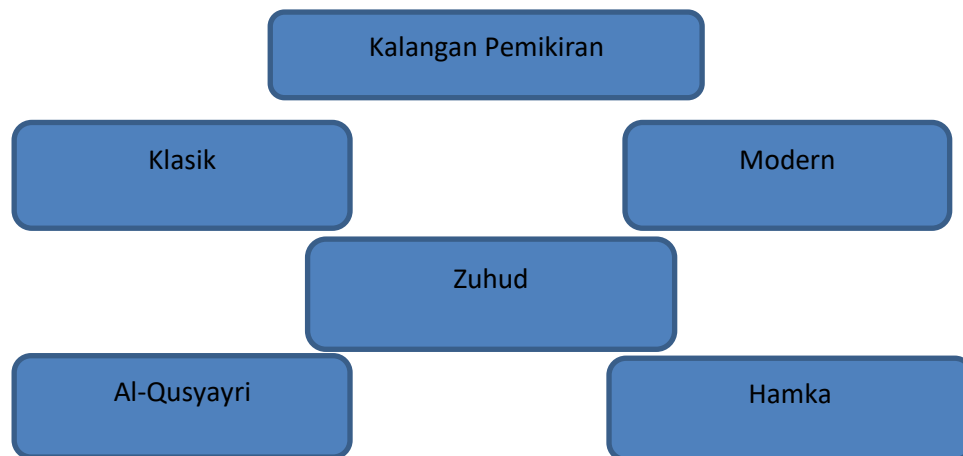 Kalangan Pemikiran
Klasik
Modern
Zuhud
Al-Qusyayri
Hamka